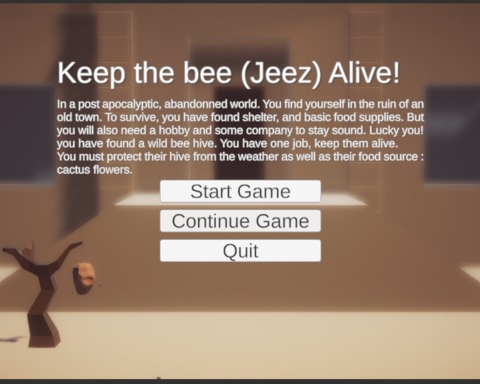 Keep the bee (Jeez) Alive!
In a post apocalyptic, abandonned world. You find yourself in the ruin of an
old town. To survive, you have found shelter, and basic food supplies. But
you will also need a hobby and some company to stay sound. Lucky you!
you have found a wild bee hive. You have one job, keep them alive.
You must protect their hive from the weather as well as their food source :
cactus flowers.
Start Game
Continue Game
Quit